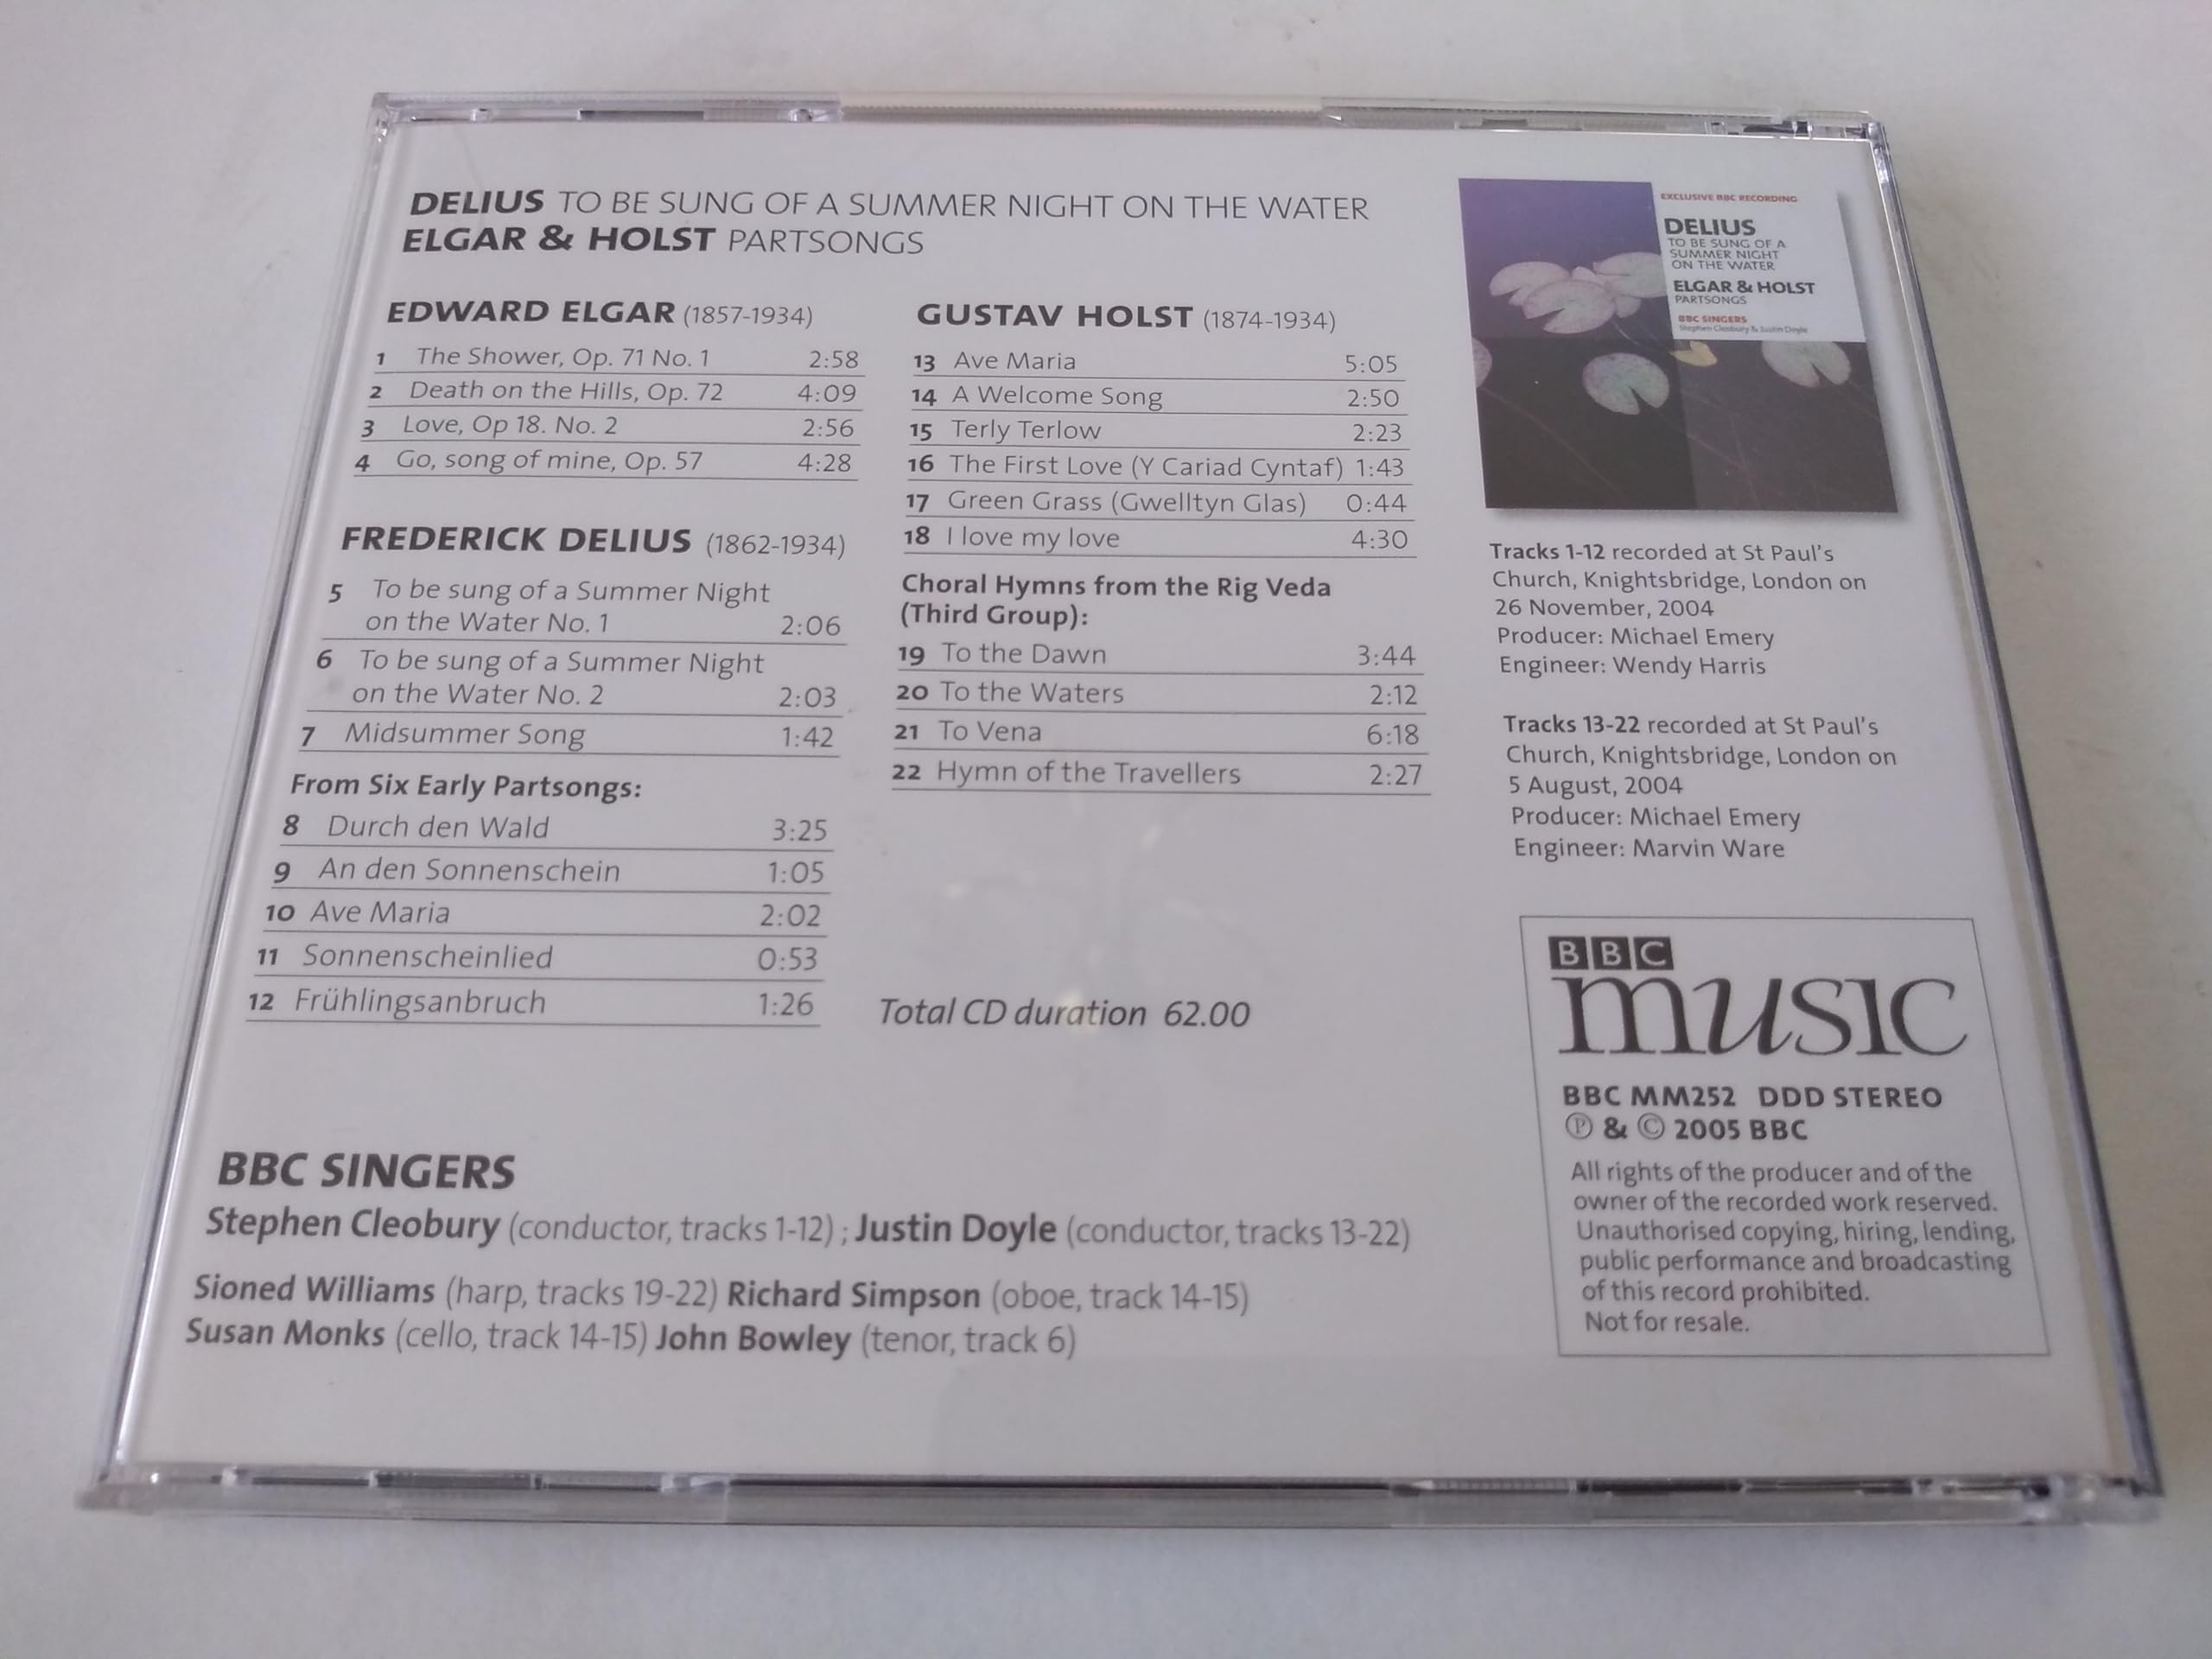 DELIUS TO BE SUNG OF A SUMMER NIGHT ON THE WATER
ELGAR & HOLST PARTSONGS
EDWARD ELGAR (1857-1934)
1 The Shower, Op. 71 No. 1 2:58
2 Death on the Hills, Op. 72 4:09
3 Love, Op 18. No. 2 2:56
4 Go, song of mine, Op. 57 4:28
FREDERICK DELIUS (1862-1934)
5 To be sung of a Summer Night
on the Water No. 1 2:06
6 To be sung of a Summer Night
on the Water No. 2 2:03
7 Midsummer Song 1:42
From Six Early Partsongs:
8 Durch den Wald 3:25
9 An den Sonnenschein 1:05
10 Ave Maria 2:02
11 Sonnenscheinlied 0:53
12 Frühlingsanbruch 1:26
GUSTAV HOLST (1874-1934)
13 Ave Maria 5:05
14 A Welcome Song 2:50
15 Terly Terlow 2:23
16 The First Love (Y Cariad Cyntaf) 1:43
17 Green Grass (Gwelltyn Glas) 0:44
18 I love my love 4:30
Choral Hymns from the Rig Veda
(Third Group):
19 To the Dawn 3:44
20 To the Waters 2:12
21 To Vena 6:18
22 Hymn of the Travellers 2:27
Total CD duration 62.00
BBC SINGERS
Stephen Cleobury (conductor, tracks 1-12) ; Justin Doyle (conductor, tracks 13-22)
Sioned Williams (harp, tracks 19-22) Richard Simpson (oboe, track 14-15)
Susan Monks (cello, track 14-15) John Bowley (tenor, track 6)
EXCLUSIVE BBC RECORDING
DELIUS
TO BE SUNG OF A
SUMMER NIGHT
ON THE WATER
ELGAR & HOLST
PARTSONGS
BBC SINGERS
Stephen Cleobury & Justin Doyle
Tracks 1-12 recorded at St Paul's
Church, Knightsbridge, London on
26 November, 2004
Producer: Michael Emery
Engineer: Wendy Harris
Tracks 13-22 recorded at St Paul's
Church, Knightsbridge, London on
5 August, 2004
Producer: Michael Emery
Engineer: Marvin Ware
BBC
music
BBC MM252 DDD STEREO
℗ & © 2005 BBC
All rights of the producer and of the
owner of the recorded work reserved.
Unauthorised copying, hiring, lending,
public performance and broadcasting
of this record prohibited.
Not for resale.